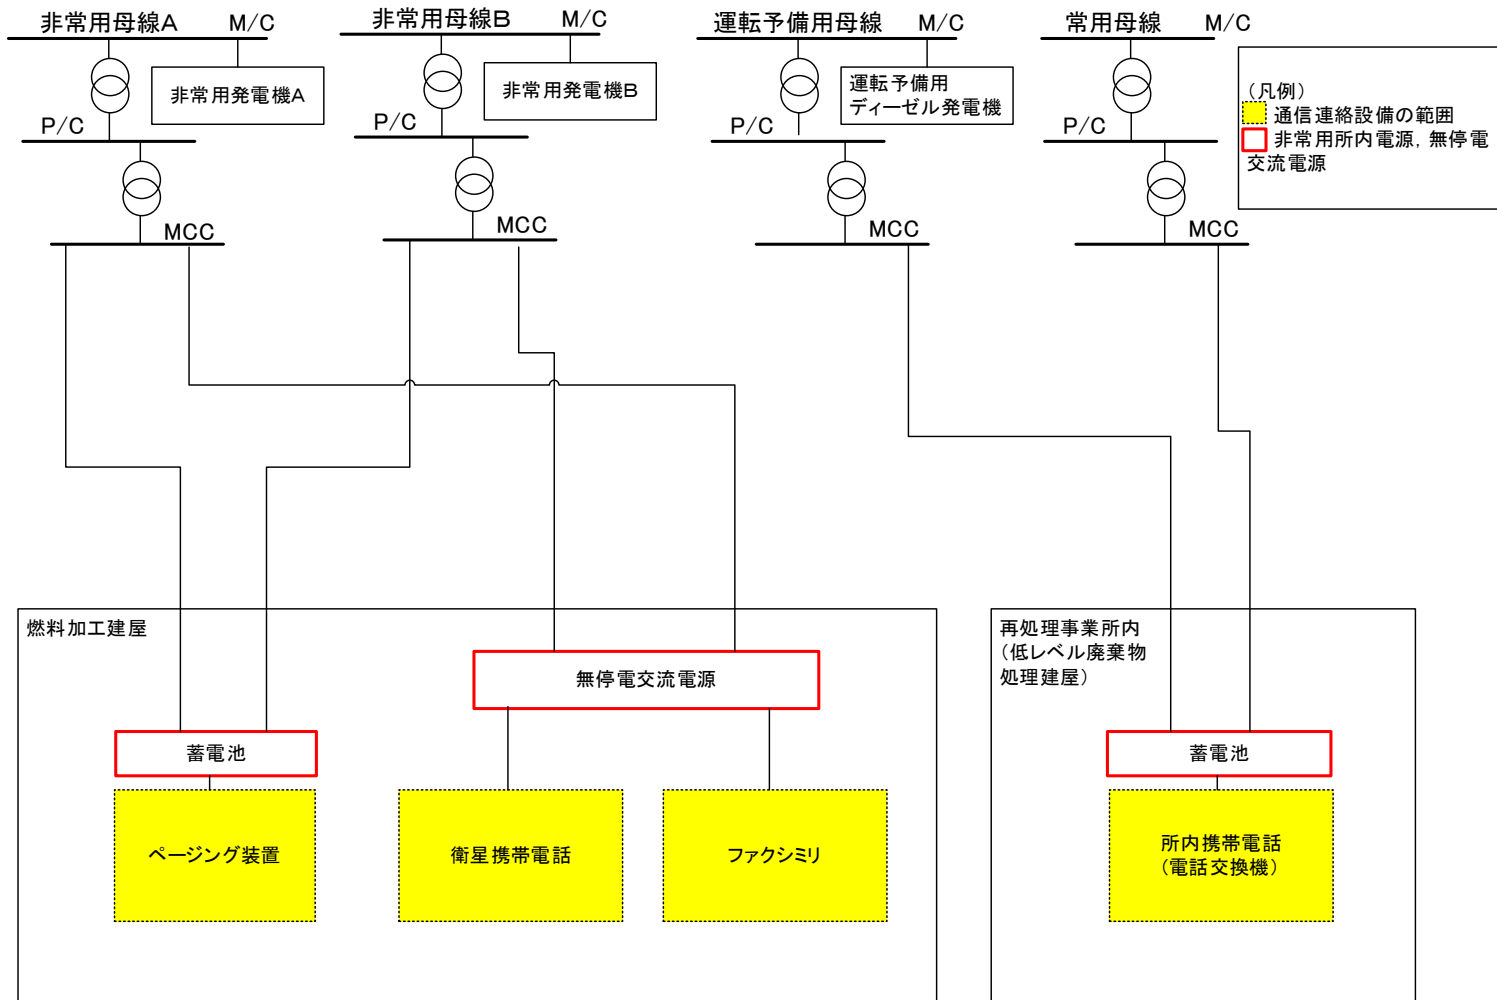 非常用母線A M/C
非常用母線B M/C
運転予備用母線 M/C
常用母線 M/C
非常用発電機A
非常用発電機B
運転予備用
ディーゼル発電機
(凡例)
通信連絡設備の範囲
非常用所内電源, 無停電
交流電源
P/C
P/C
P/C
P/C
MCC
MCC
MCC
MCC
燃料加工建屋
再処理事業所内
(低レベル廃棄物
処理建屋)
無停電交流電源
蓄電池
蓄電池
ページング装置
衛星携帯電話
ファクシミリ
所内携帯電話
(電話交換機)